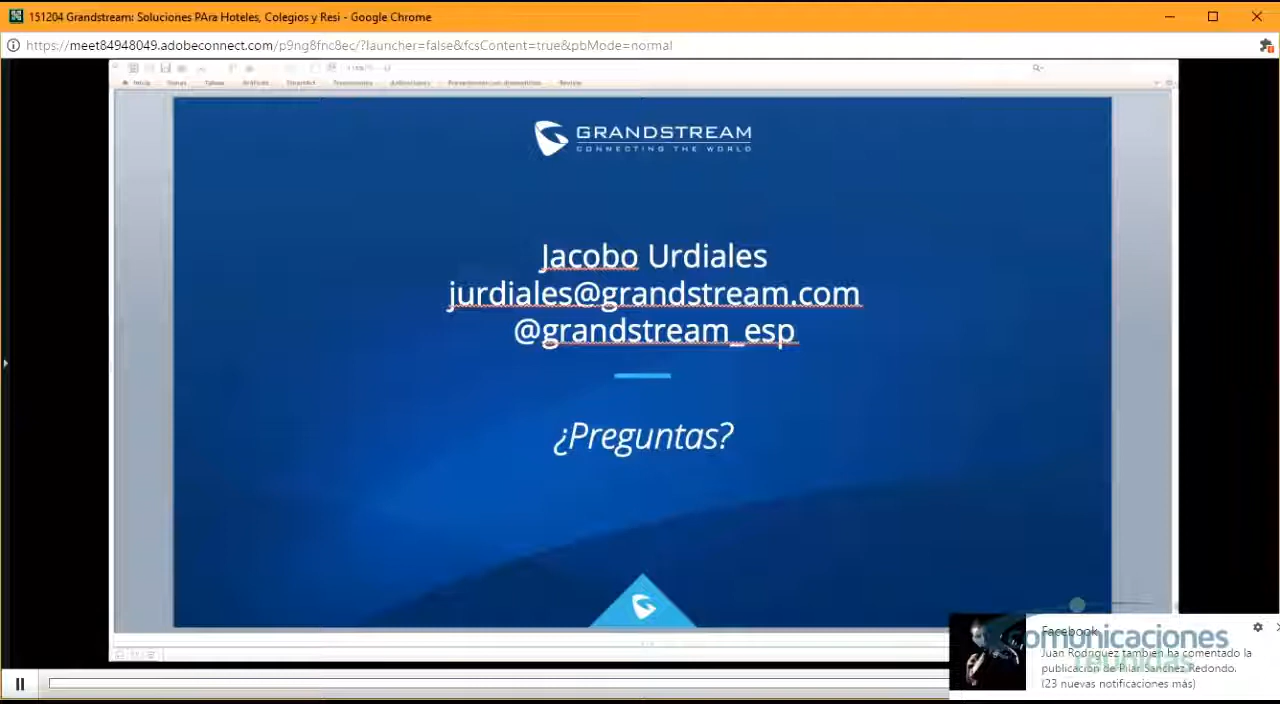 151204 Grandstream: Soluciones PAra Hoteles, Colegios y Resi - Google Chrome
https://meet84948049.adobeconnect.com/p9ng8fnc8ec/?launcher=false&fcsContent=true&pbMode=normal
GRANDSTREAM
CONNECTING THE WORLD
Jacobo Urdiales
jurdiales@grandstream.com
@grandstream_esp
¿Preguntas?
Facebook
comunicaciones
reunidas
Juan Rodriguez también ha comentado la
publicación de Pilar Sánchez Redondo.
(23 nuevas notificaciones más)